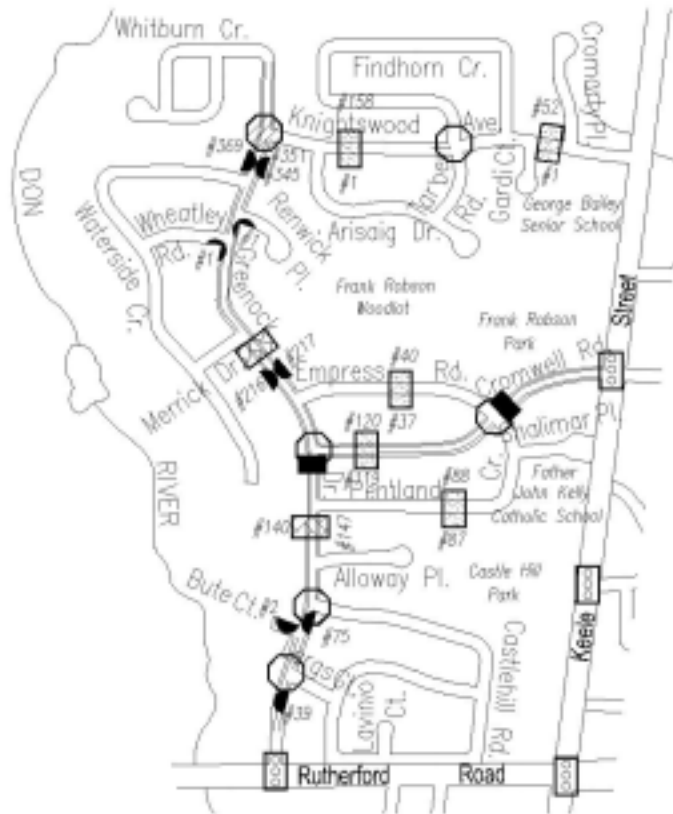 Whitburn Cr.
Findhorn Cr.
Cromarty Pl.
#158
Knightswood Ave
#52
#369
#351
#345
#1
#1
Rd.
Gardi Ct.
George Bailey
Senior School
DON
Waterside Cr.
Wheatley
Rd.
#1
Renwick
Pl.
Arisaig Dr.
Greenock
Frank Robson
Woodlot
Frank Robson
Park
Street
Merrick Dr.
#217
#216
Empress Rd.
#40
#37
Cromwell Rd.
#120
Shalimar Pl.
Dr.
Pentland
Cr.
#88
#87
Father
John Kelly
Catholic School
RIVER
#140
#147
Alloway Pl.
Castle Hill
Park
Bute Ct.
#2
#75
Castlehill Rd.
Keele
#39
Lavinio
Ct.
Rutherford Road